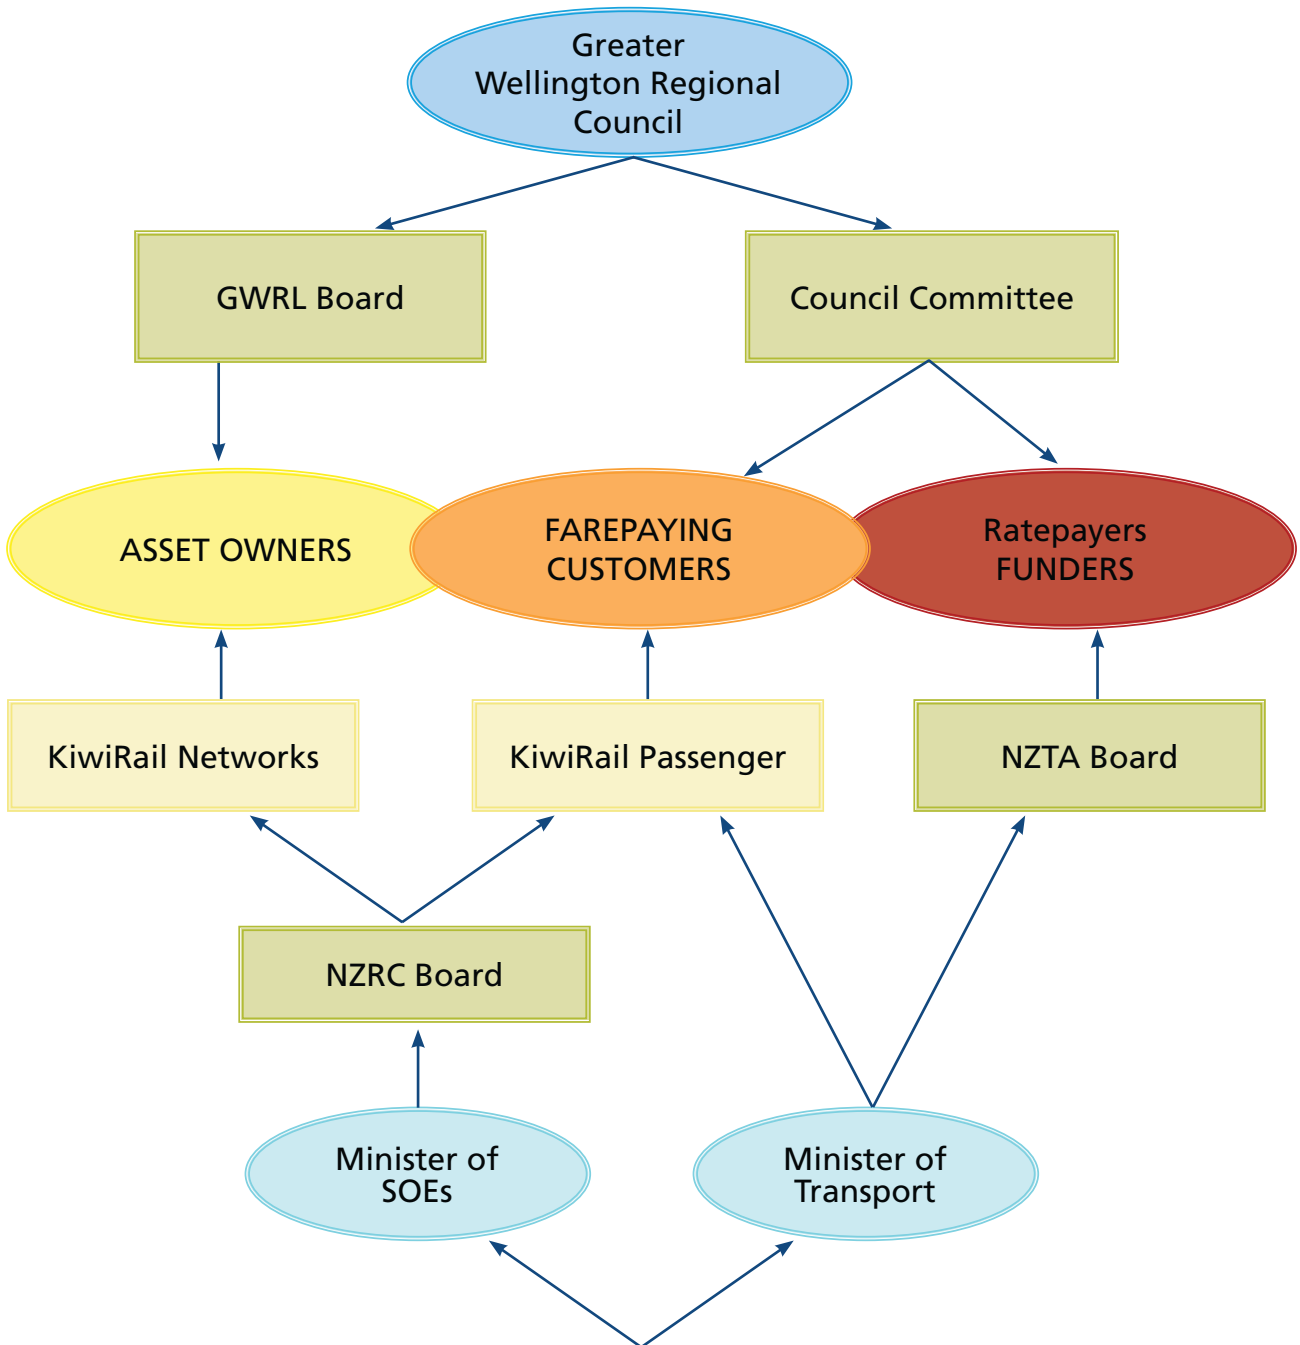 Greater
Wellington Regional
Council
GWRL Board
Council Committee
ASSET OWNERS
FAREPAYING
CUSTOMERS
Ratepayers
FUNDERS
KiwiRail Networks
KiwiRail Passenger
NZTA Board
NZRC Board
Minister of
SOEs
Minister of
Transport